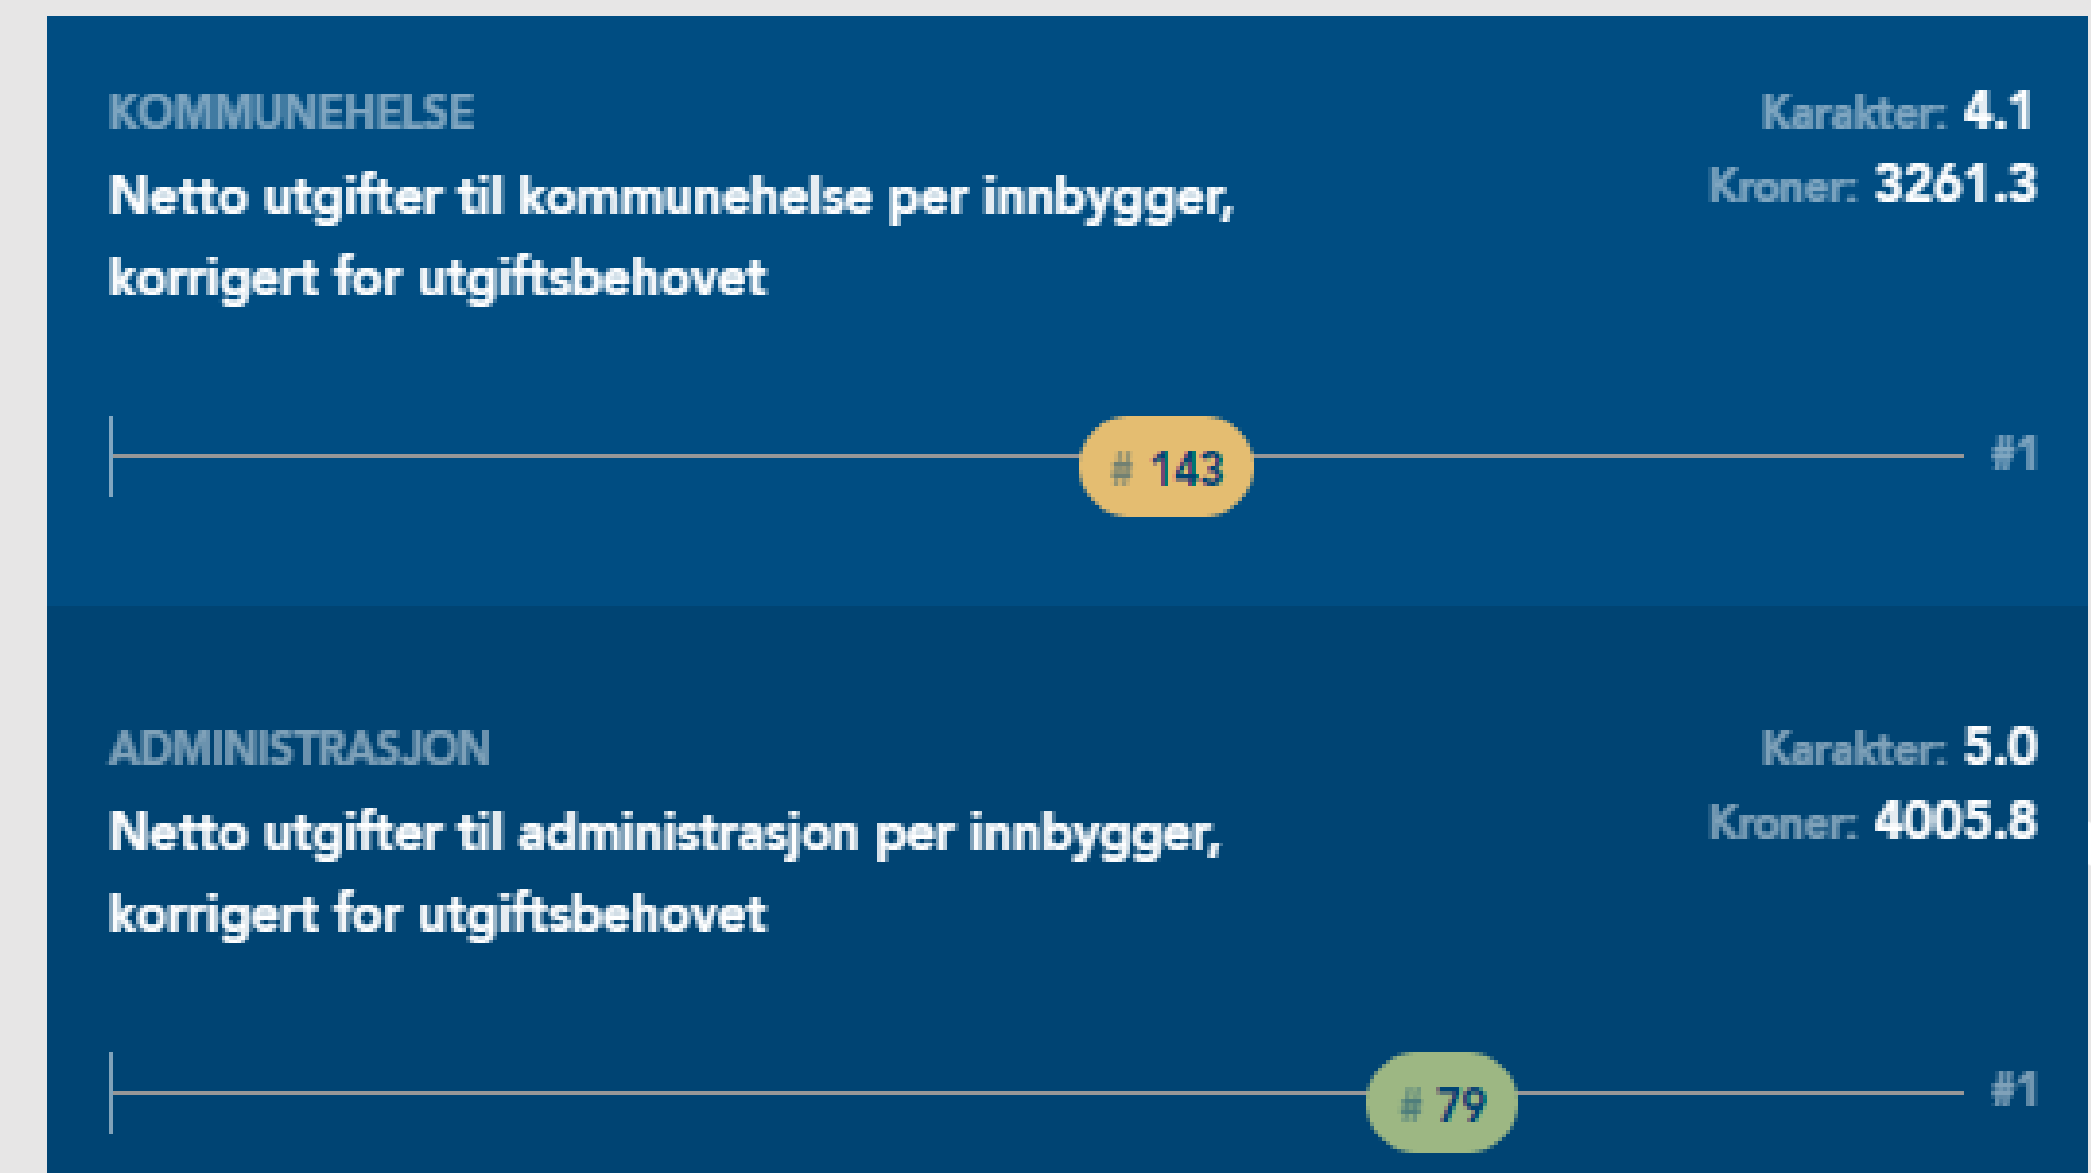 KOMMUNEHELSE
Karakter: 4.1
Netto utgifter til kommunehelse per innbygger,
Kroner: 3261.3
korrigert for utgiftsbehovet
# 143
#1
ADMINISTRASJON
Karakter: 5.0
Netto utgifter til administrasjon per innbygger,
Kroner: 4005.8
korrigert for utgiftsbehovet
# 79
#1